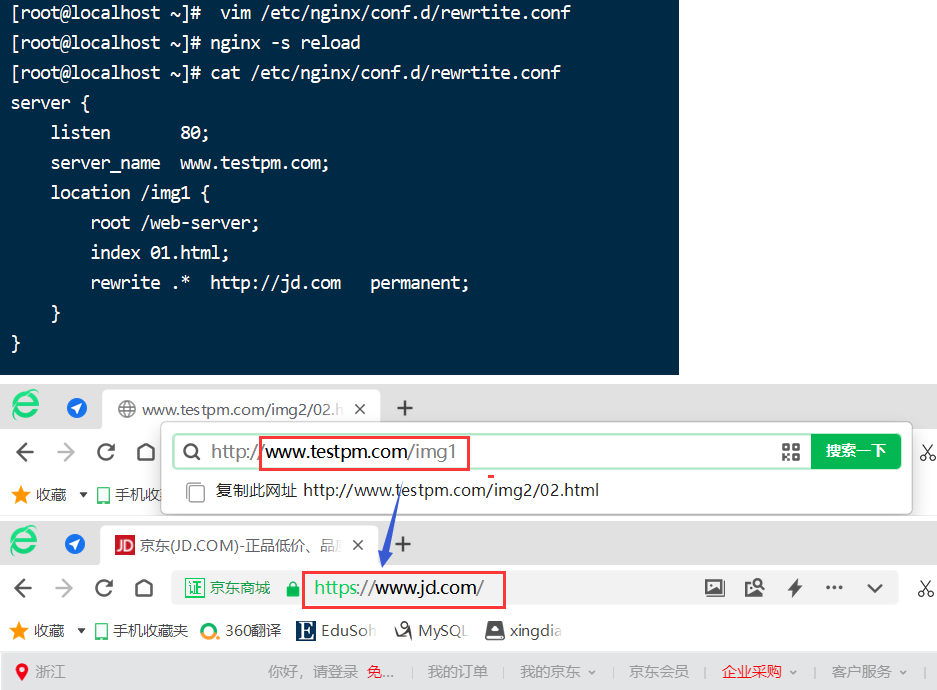 [root@localhost ~]#  vim /etc/nginx/conf.d/rewrtite.conf
[root@localhost ~]# nginx -s reload
[root@localhost ~]# cat /etc/nginx/conf.d/rewrtite.conf
server {
    listen       80;
    server_name  www.testpm.com;
    location /img1 {
        root /web-server;
        index 01.html;
        rewrite .*  http://jd.com   permanent;
    }
}
www.testpm.com/img2/02.h
http://www.testpm.com/img1 搜索一下
收藏 手机收 复制此网址 http://www.testpm.com/img2/02.html
JD 京东(JD.COM)-正品低价、品
证 京东商城 https://www.jd.com/
收藏 手机收藏夹 360翻译 E EduSoh MySQL xingdia
浙江 你好，请登录 免... 我的订单 我的京东 京东会员 企业采购 客户服务